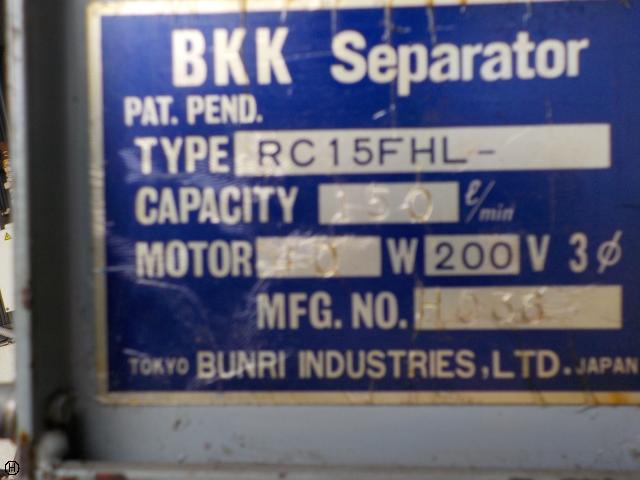 BKK Separator
PAT. PEND.
TYPE RC15FHL-
CAPACITY 150 ℓ/min
MOTOR W 200 V 3φ
MFG. NO.
TOKYO BUNRI INDUSTRIES, LTD. JAPAN